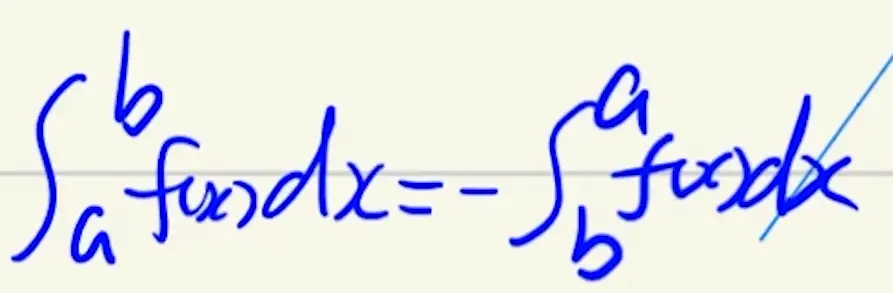 ∫_a^b f(x)dx = -∫_b^a f(x)dx